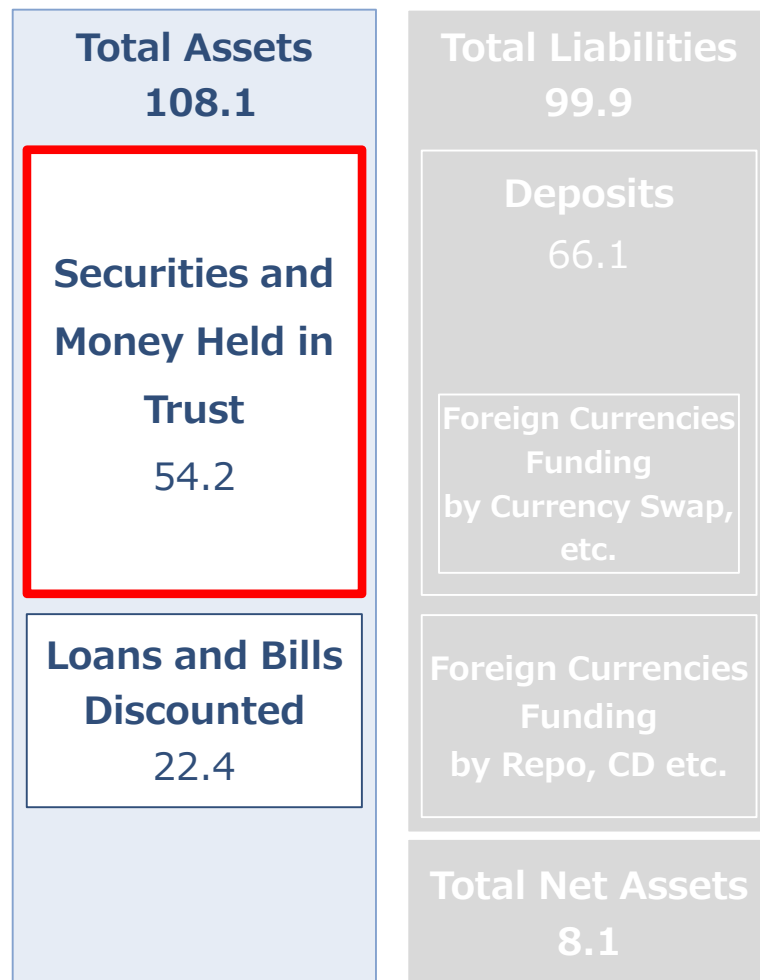 Total Assets
108.1
Securities and
Money Held in
Trust
54.2
Loans and Bills
Discounted
22.4
Total Liabilities
99.9
Deposits
66.1
Foreign Currencies
Funding
by Currency Swap,
etc.
Foreign Currencies
Funding
by Repo, CD etc.
Total Net Assets
8.1